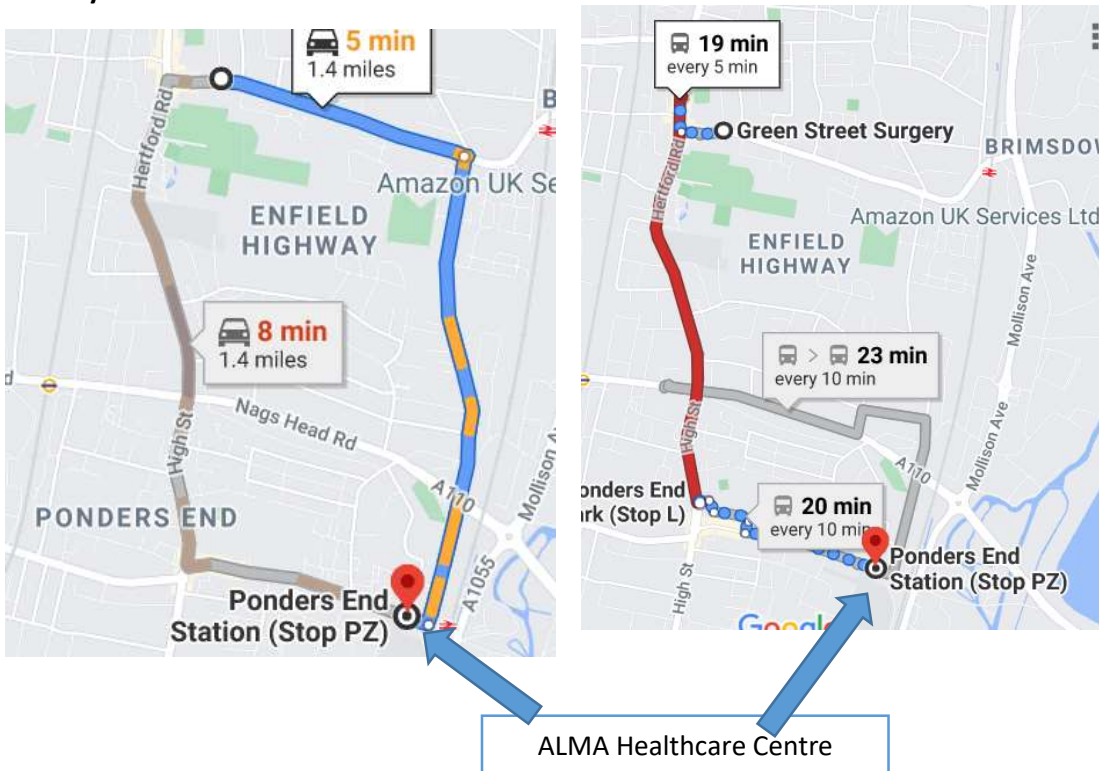 5 min
1.4 miles
Hertford Rd
Amazon UK Se
ENFIELD
HIGHWAY
8 min
1.4 miles
Nags Head Rd
High St
A110
Mollison A
PONDERS END
A1055
Ponders End
Station (Stop PZ)
19 min
every 5 min
Green Street Surgery
BRIMSDOW
Hertford Rd
Amazon UK Services Ltd
ENFIELD
HIGHWAY
Mollison Ave
23 min
every 10 min
High St
A110
Mollison Ave
onders End
rk (Stop L)
20 min
every 10 min
Ponders End
Station (Stop PZ)
High St
Google
ALMA Healthcare Centre